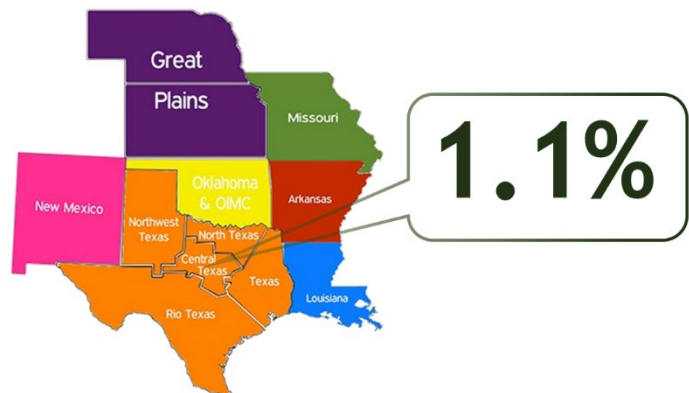 Great
Plains
Missouri
1.1%
New Mexico
Oklahoma
& OIMC
Arkansas
Northwest
Texas
North Texas
Central
Texas
Texas
Louisiana
Rio Texas